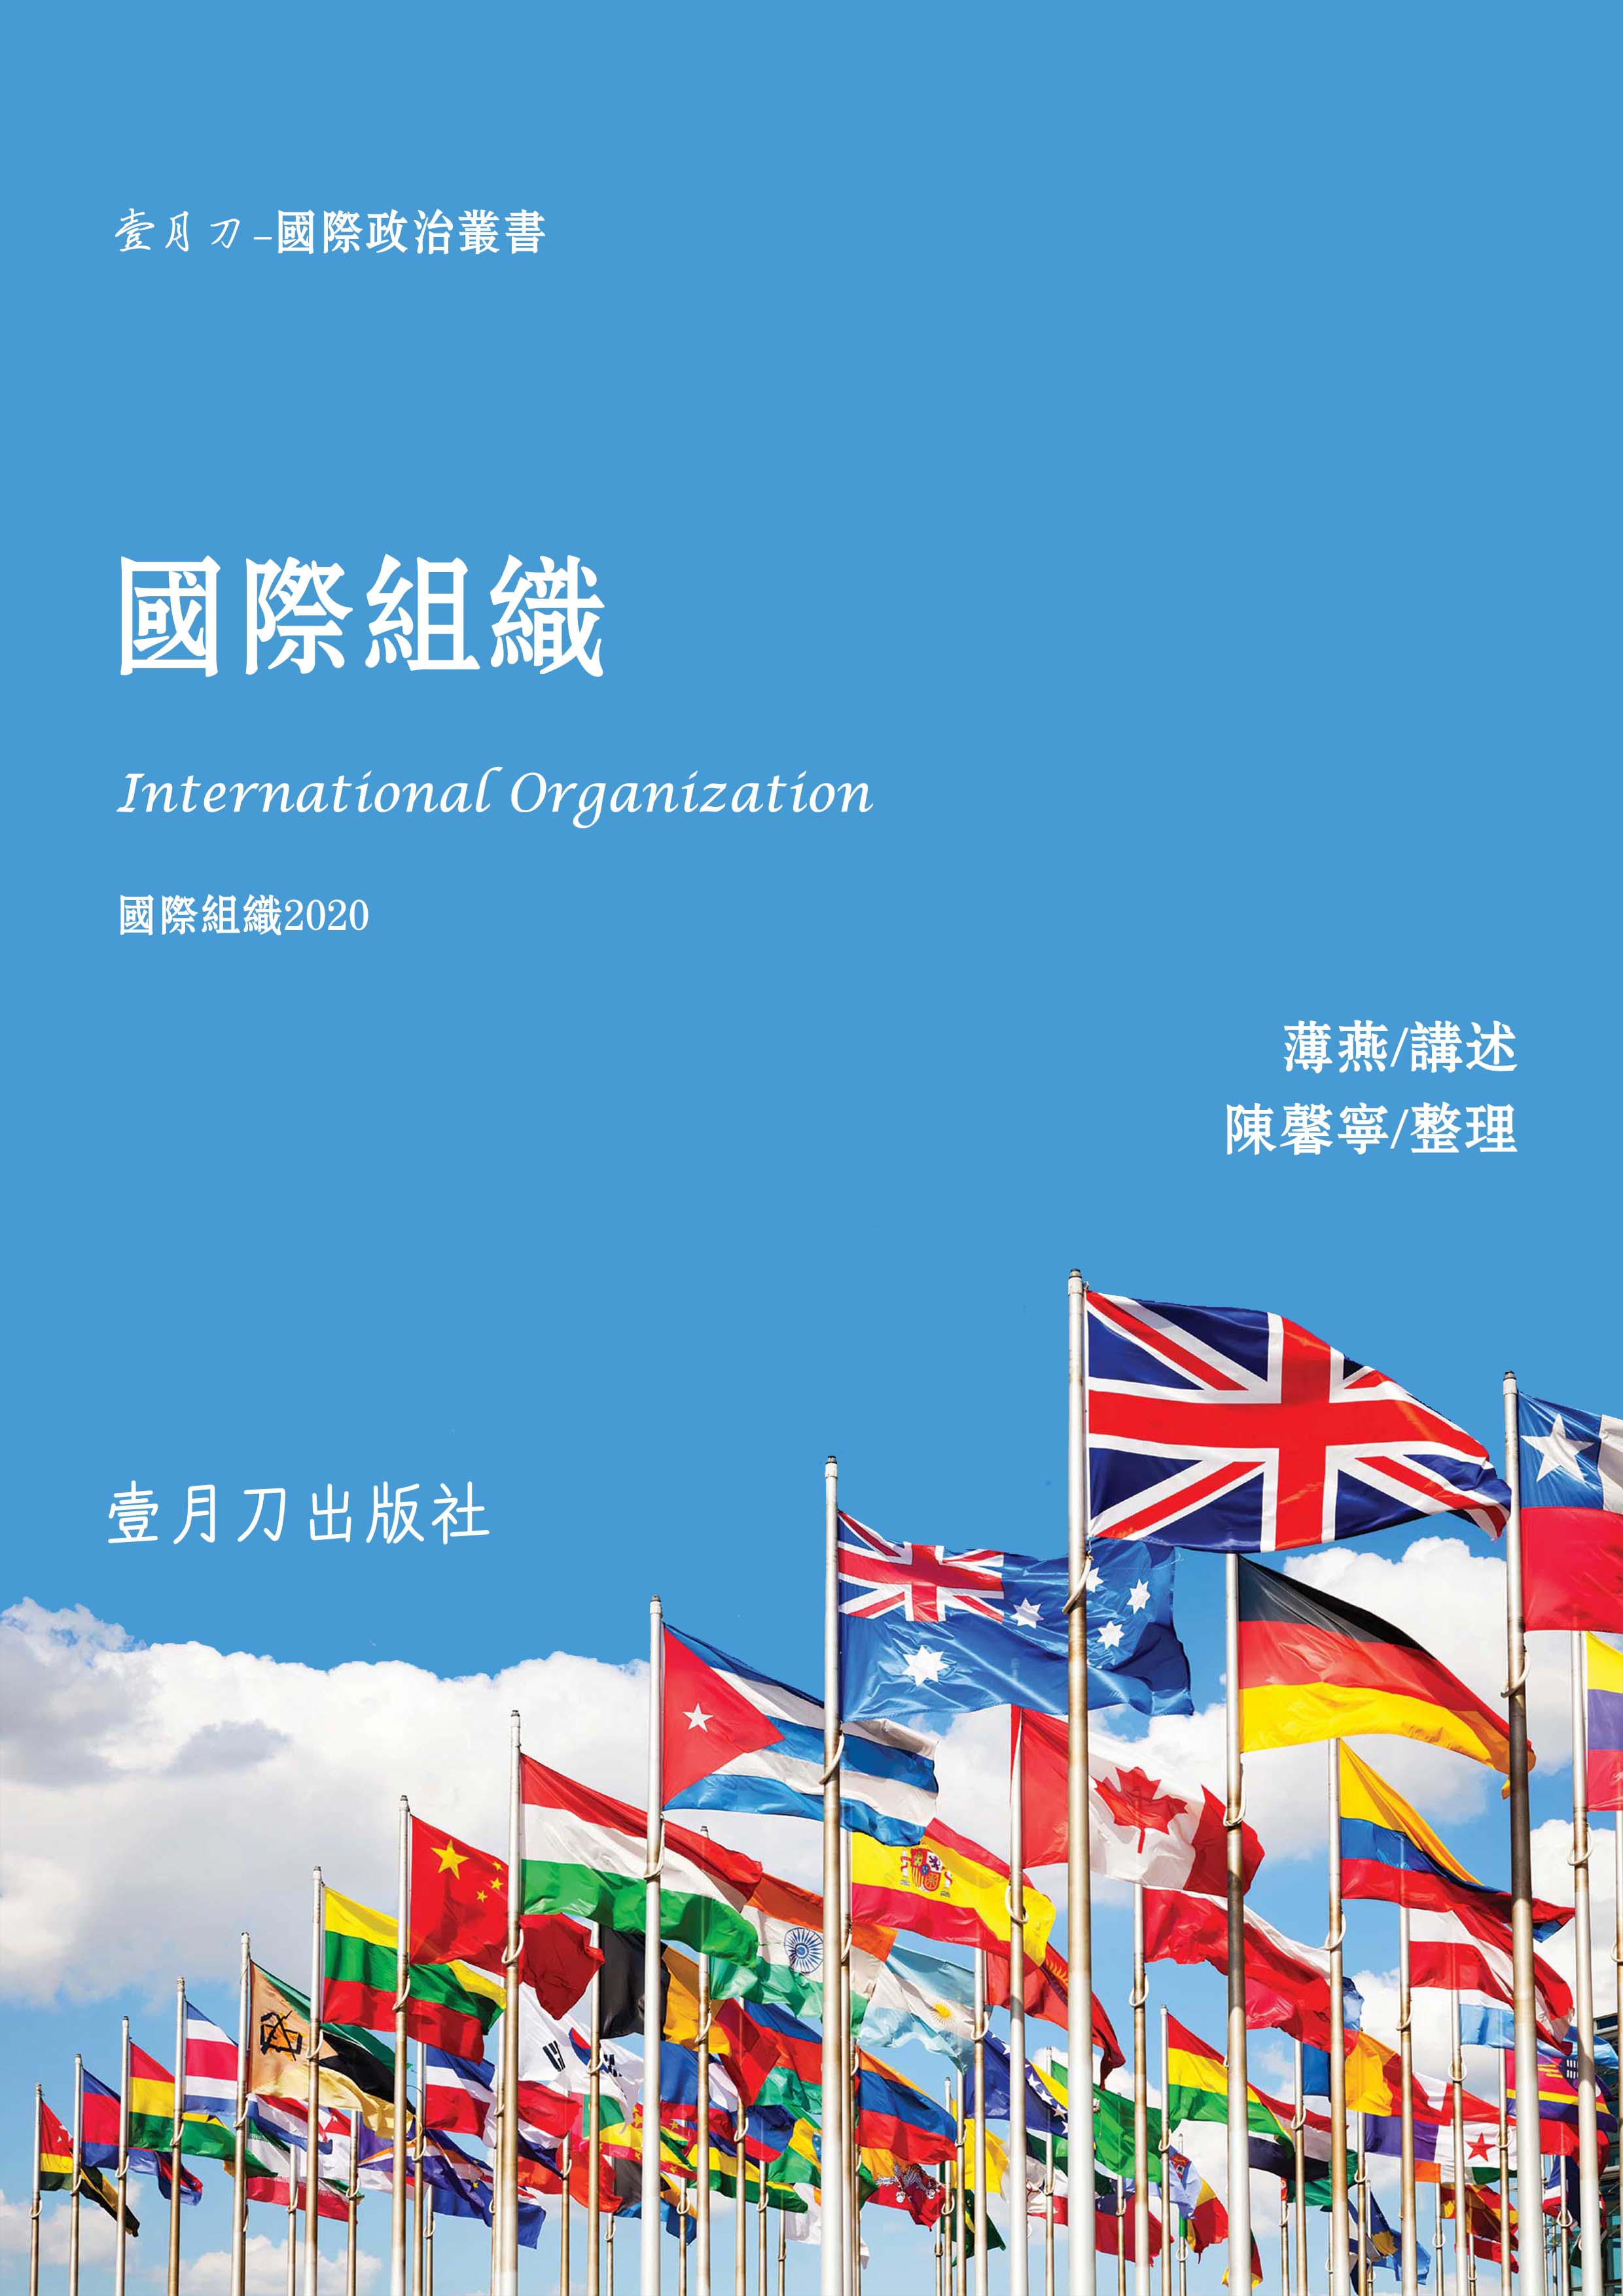 壹月刀–國際政治叢書
國際組織
International Organization
國際組織2020
薄燕/講述
陳馨寧/整理
壹月刀出版社